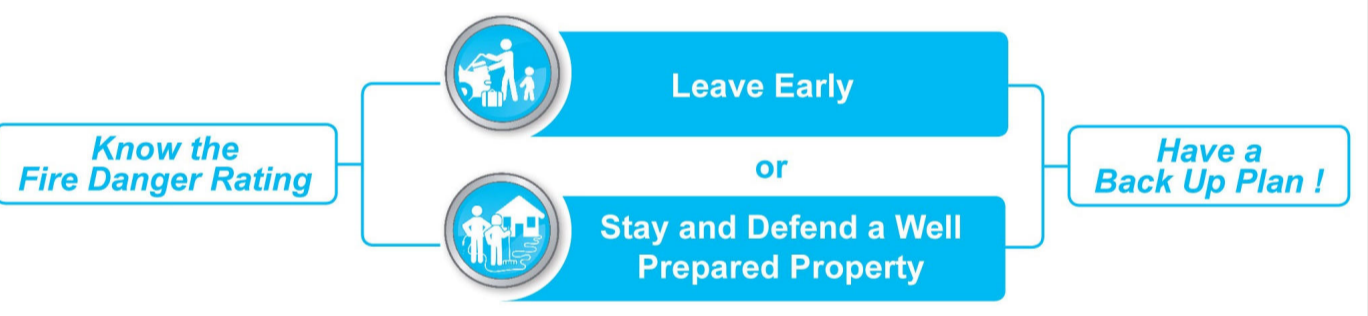 Know the
Fire Danger Rating
Leave Early
or
Stay and Defend a Well
Prepared Property
Have a
Back Up Plan !